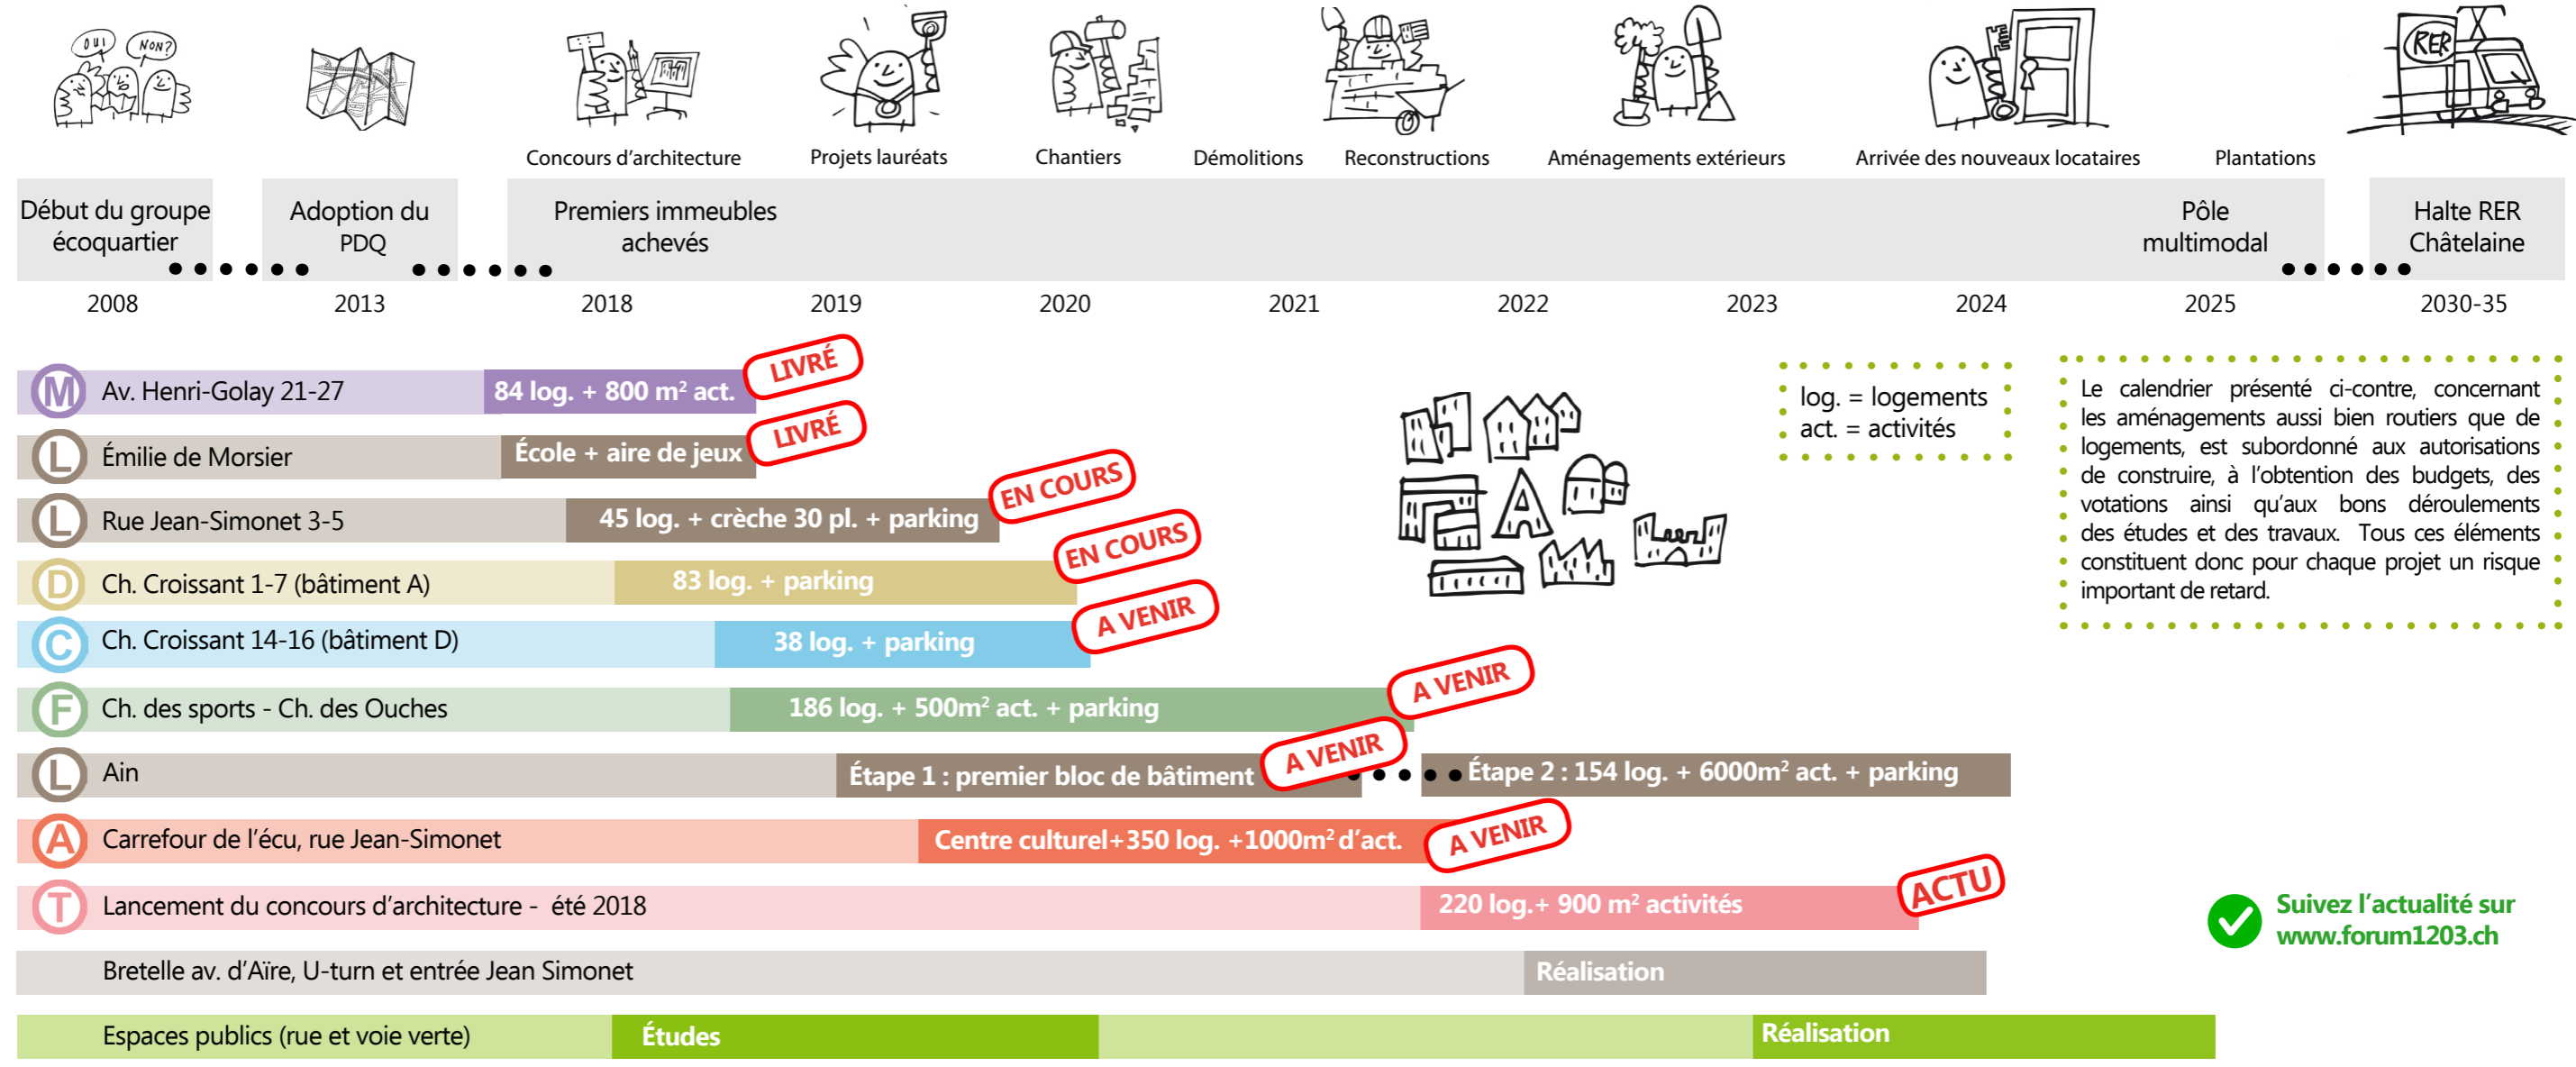 OUI
NON?
RER
Concours d'architecture
Projets lauréats
Chantiers
Démolitions
Reconstructions
Aménagements extérieurs
Arrivée des nouveaux locataires
Plantations
Début du groupe
écoquartier
Adoption du
PDQ
Premiers immeubles
achevés
Pôle
multimodal
Halte RER
Châtelaine
2008
2013
2018
2019
2020
2021
2022
2023
2024
2025
2030-35
M Av. Henri-Golay 21-27
84 log. + 800 m² act.
LIVRÉ
L Émilie de Morsier
École + aire de jeux
LIVRÉ
L Rue Jean-Simonet 3-5
45 log. + crèche 30 pl. + parking
EN COURS
D Ch. Croissant 1-7 (bâtiment A)
83 log. + parking
EN COURS
C Ch. Croissant 14-16 (bâtiment D)
38 log. + parking
A VENIR
F Ch. des sports - Ch. des Ouches
186 log. + 500m² act. + parking
A VENIR
L Ain
Étape 1 : premier bloc de bâtiment
A VENIR
Étape 2 : 154 log. + 6000m² act. + parking
A Carrefour de l'écu, rue Jean-Simonet
Centre culturel+350 log. +1000m² d'act.
A VENIR
T Lancement du concours d'architecture - été 2018
220 log.+ 900 m² activités
ACTU
Bretelle av. d'Aïre, U-turn et entrée Jean Simonet
Réalisation
Espaces publics (rue et voie verte)
Études
Réalisation
log. = logements
act. = activités
Le calendrier présenté ci-contre, concernant
les aménagements aussi bien routiers que de
logements, est subordonné aux autorisations
de construire, à l'obtention des budgets, des
votations ainsi qu'aux bons déroulements
des études et des travaux. Tous ces éléments
constituent donc pour chaque projet un risque
important de retard.
Suivez l'actualité sur
www.forum1203.ch